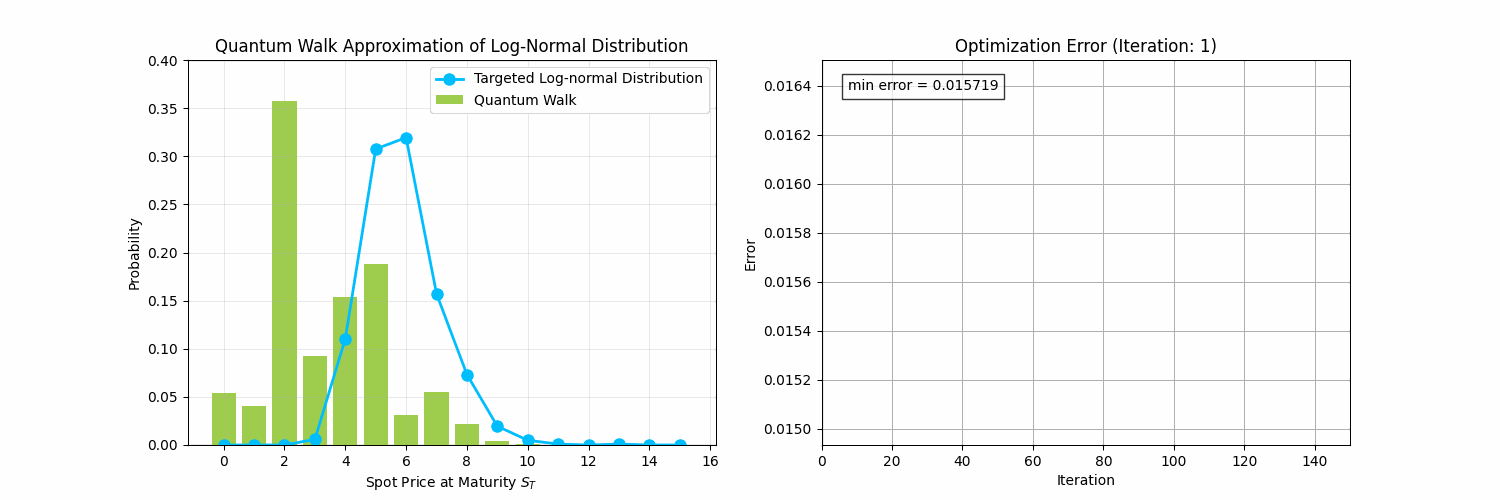 Quantum Walk Approximation of Log-Normal Distribution
0.40
0.35
0.30
0.25
0.20
0.15
0.10
0.05
0.00
Probability
Targeted Log-normal Distribution
Quantum Walk
0 2 4 6 8 10 12 14 16
Spot Price at Maturity S_T
Optimization Error (Iteration: 1)
0.0164
0.0162
0.0160
0.0158
0.0156
0.0154
0.0152
0.0150
Error
min error = 0.015719
0 20 40 60 80 100 120 140
Iteration